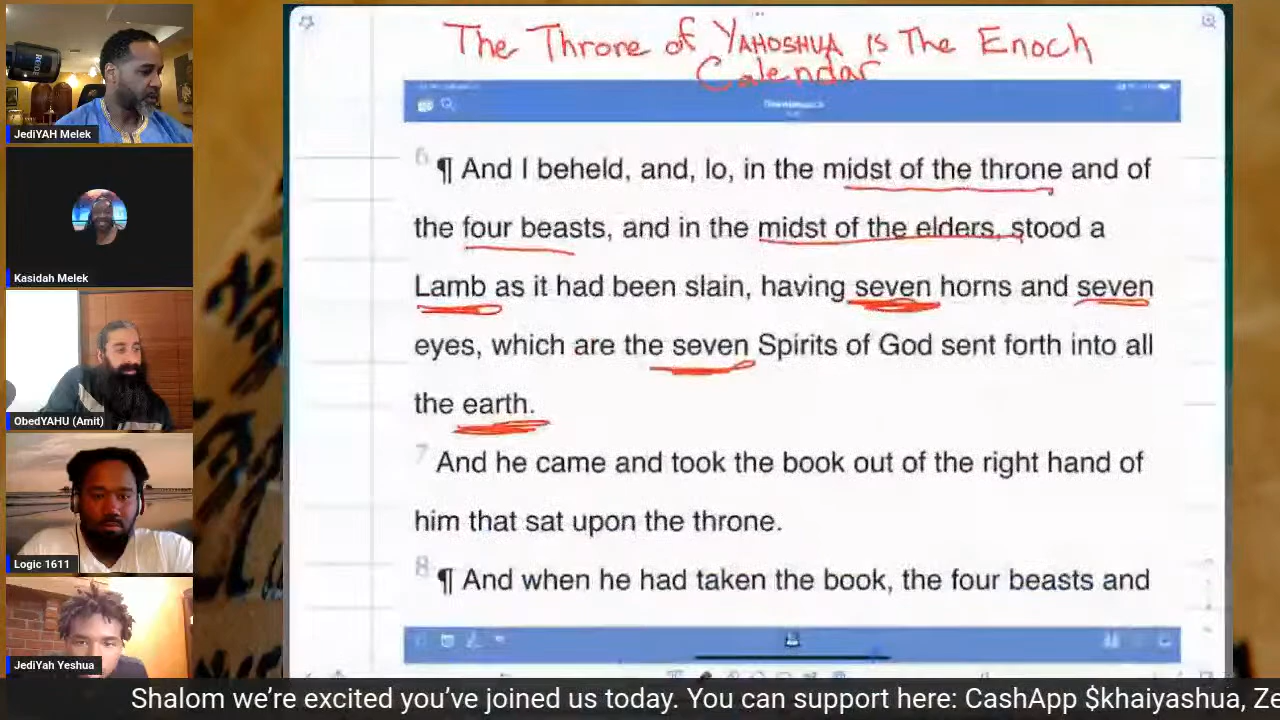 The Throne of YAHOSHUA is The Enoch
Calendar
6 ¶ And I beheld, and, lo, in the midst of the throne and of
the four beasts, and in the midst of the elders, stood a
Lamb as it had been slain, having seven horns and seven
eyes, which are the seven Spirits of God sent forth into all
the earth.
7 And he came and took the book out of the right hand of
him that sat upon the throne.
8 ¶ And when he had taken the book, the four beasts and
JediYAH Melek
Kasidah Melek
ObedYAHU (Amit)
Logic 1611
JediYah Yeshua
Shalom we’re excited you’ve joined us today. You can support here: CashApp $khaiyashua, Ze